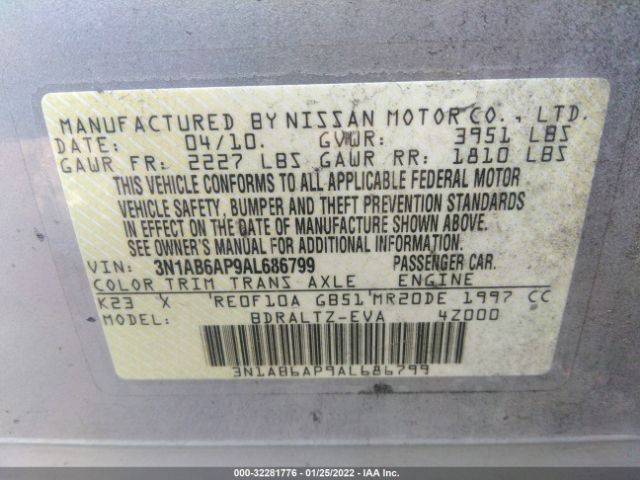 MANUFACTURED BY NISSAN MOTOR CO., LTD.
DATE: 04/10. GVWR: 3951 LBS
GAWR FR: 2227 LBS GAWR RR: 1810 LBS
THIS VEHICLE CONFORMS TO ALL APPLICABLE FEDERAL MOTOR
VEHICLE SAFETY, BUMPER AND THEFT PREVENTION STANDARDS
IN EFFECT ON THE DATE OF MANUFACTURE SHOWN ABOVE.
SEE OWNER'S MANUAL FOR ADDITIONAL INFORMATION.
VIN: 3N1AB6AP9AL686799 PASSENGER CAR.
COLOR TRIM TRANS AXLE ENGINE
K23 X 'RE0F10A GB51'MR20DE 1997 CC
MODEL: BDRALTZ-EVA 4Z000
3N1AB6AP9AL686799
000-32281776 - 01/25/2022 - IAA Inc.